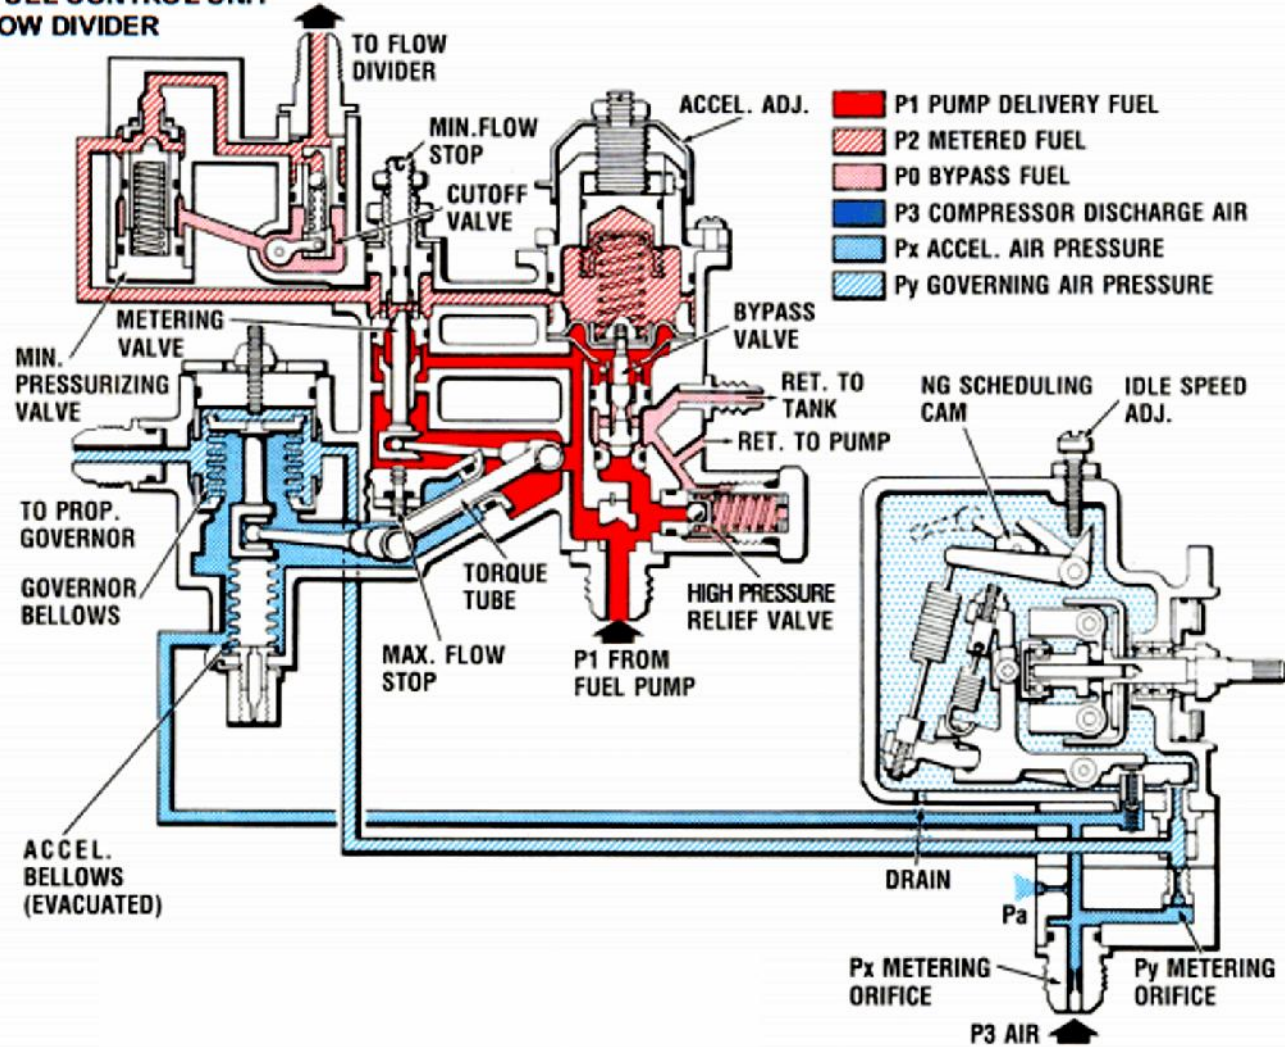 FUEL CONTROL UNIT
OW DIVIDER
TO FLOW
DIVIDER
MIN.FLOW
STOP
CUTOFF
VALVE
ACCEL. ADJ.
P1 PUMP DELIVERY FUEL
P2 METERED FUEL
P0 BYPASS FUEL
P3 COMPRESSOR DISCHARGE AIR
Px ACCEL. AIR PRESSURE
Py GOVERNING AIR PRESSURE
METERING
VALVE
BYPASS
VALVE
MIN.
PRESSURIZING
VALVE
RET. TO
TANK
RET. TO PUMP
NG SCHEDULING
CAM
IDLE SPEED
ADJ.
TO PROP.
GOVERNOR
GOVERNOR
BELLOWS
TORQUE
TUBE
HIGH PRESSURE
RELIEF VALVE
MAX. FLOW
STOP
P1 FROM
FUEL PUMP
ACCEL.
BELLOWS
(EVACUATED)
DRAIN
Pa
Px METERING
ORIFICE
Py METERING
ORIFICE
P3 AIR